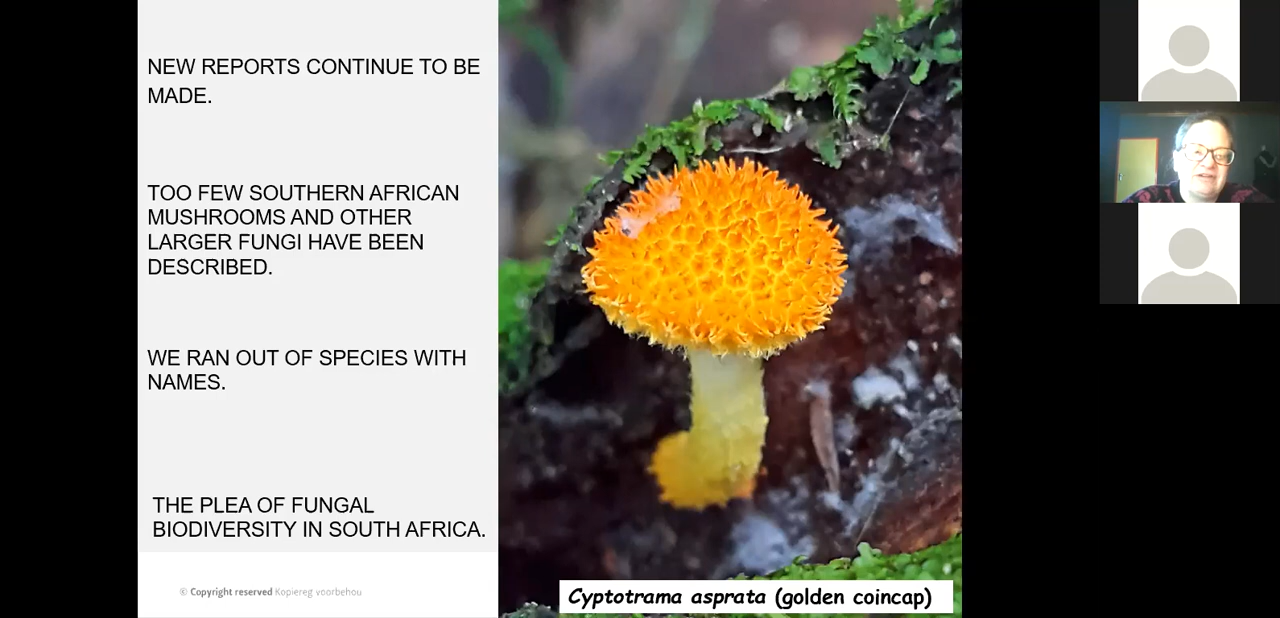 NEW REPORTS CONTINUE TO BE
MADE.
TOO FEW SOUTHERN AFRICAN
MUSHROOMS AND OTHER
LARGER FUNGI HAVE BEEN
DESCRIBED.
WE RAN OUT OF SPECIES WITH
NAMES.
THE PLEA OF FUNGAL
BIODIVERSITY IN SOUTH AFRICA.
© Copyright reserved Kopiereg voorbehou
Cyptotrama asprata (golden coincap)